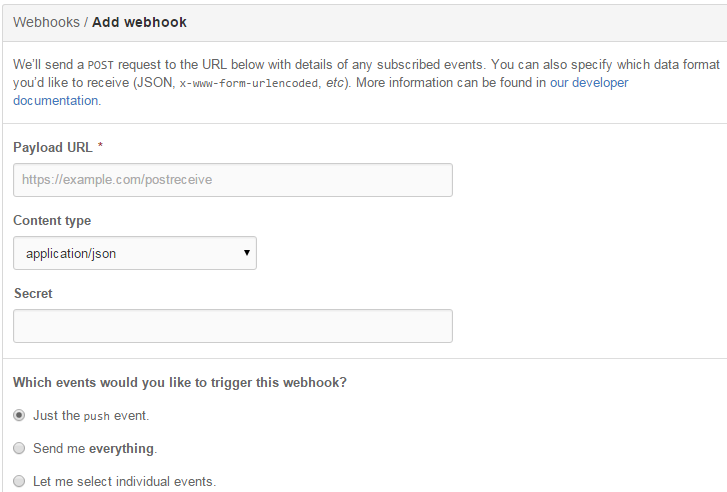 Webhooks / Add webhook
We'll send a POST request to the URL below with details of any subscribed events. You can also specify which data format
you'd like to receive (JSON, x-www-form-urlencoded, etc). More information can be found in our developer
documentation.
Payload URL *
https://example.com/postreceive
Content type
application/json
Secret
Which events would you like to trigger this webhook?
Just the push event.
Send me everything.
Let me select individual events.